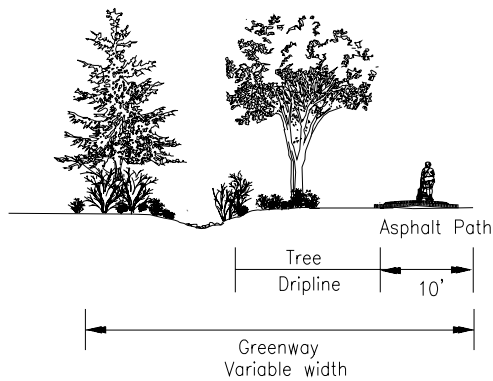 Asphalt Path
Tree
Dripline
10'
Greenway
Variable width